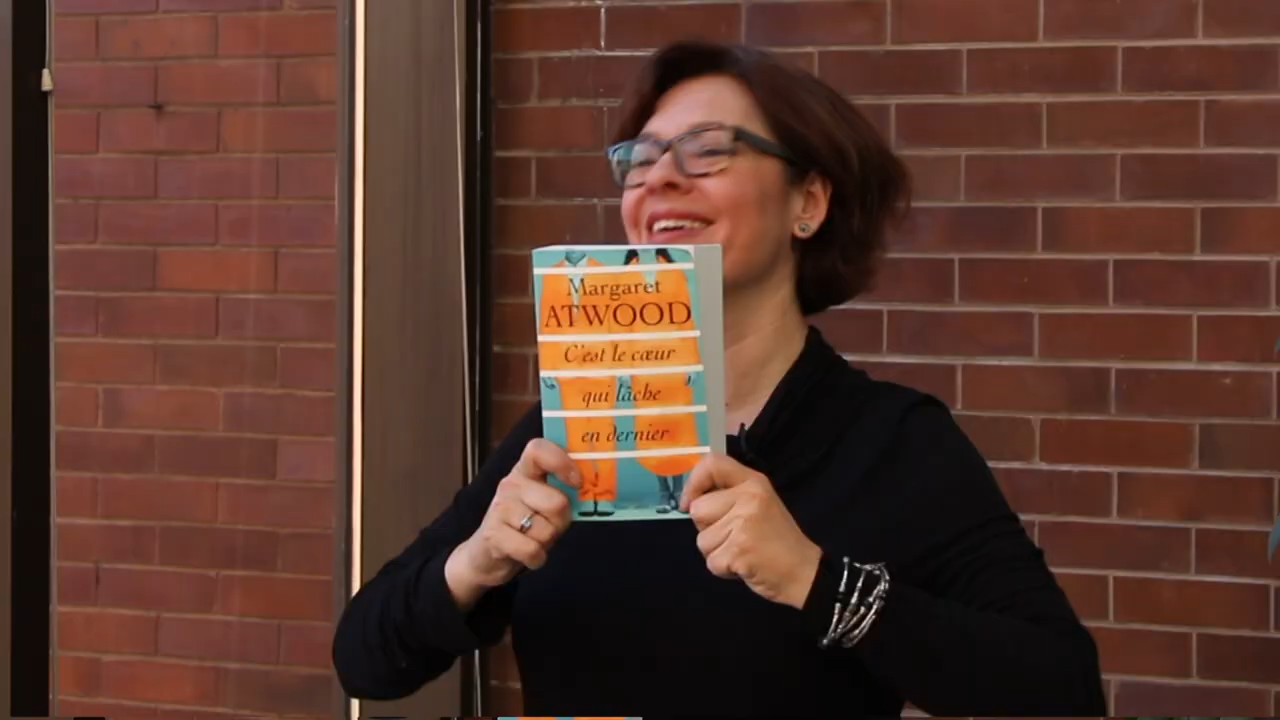 Margaret
ATWOOD
C'est le cœur
qui lâche
en dernier